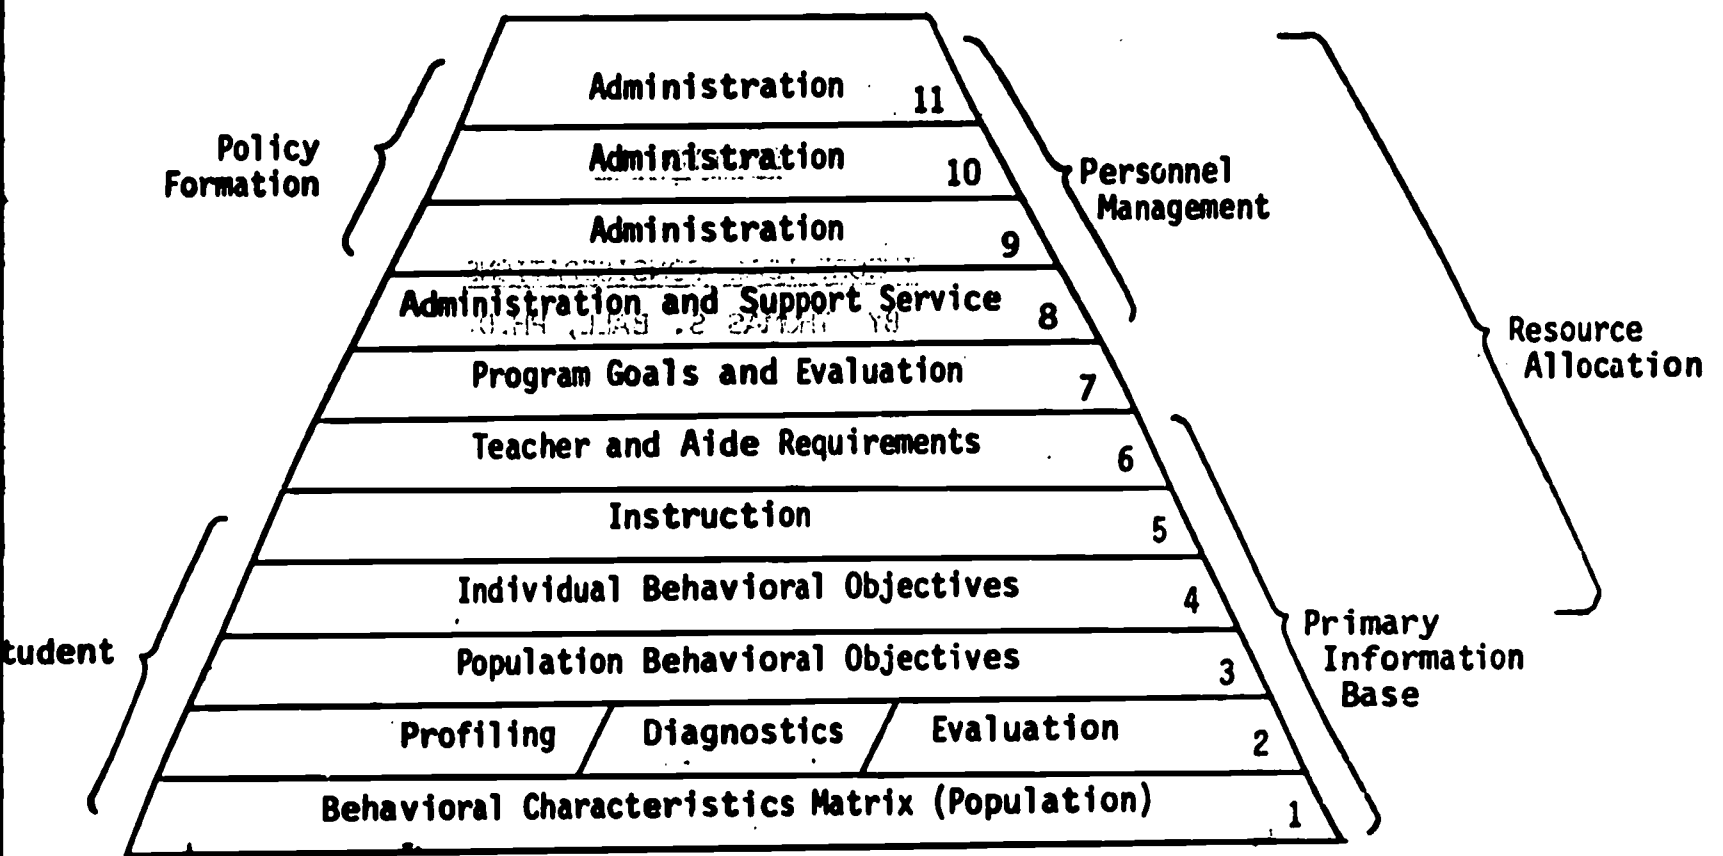 Administration 11
Policy
Formation
Administration 10
Personnel
Management
Administration 9
Administration and Support Service 8
Resource
Allocation
Program Goals and Evaluation 7
Teacher and Aide Requirements 6
Instruction 5
Individual Behavioral Objectives 4
Primary
Information
Base
tudent
Population Behavioral Objectives 3
Profiling Diagnostics Evaluation 2
Behavioral Characteristics Matrix (Population) 1